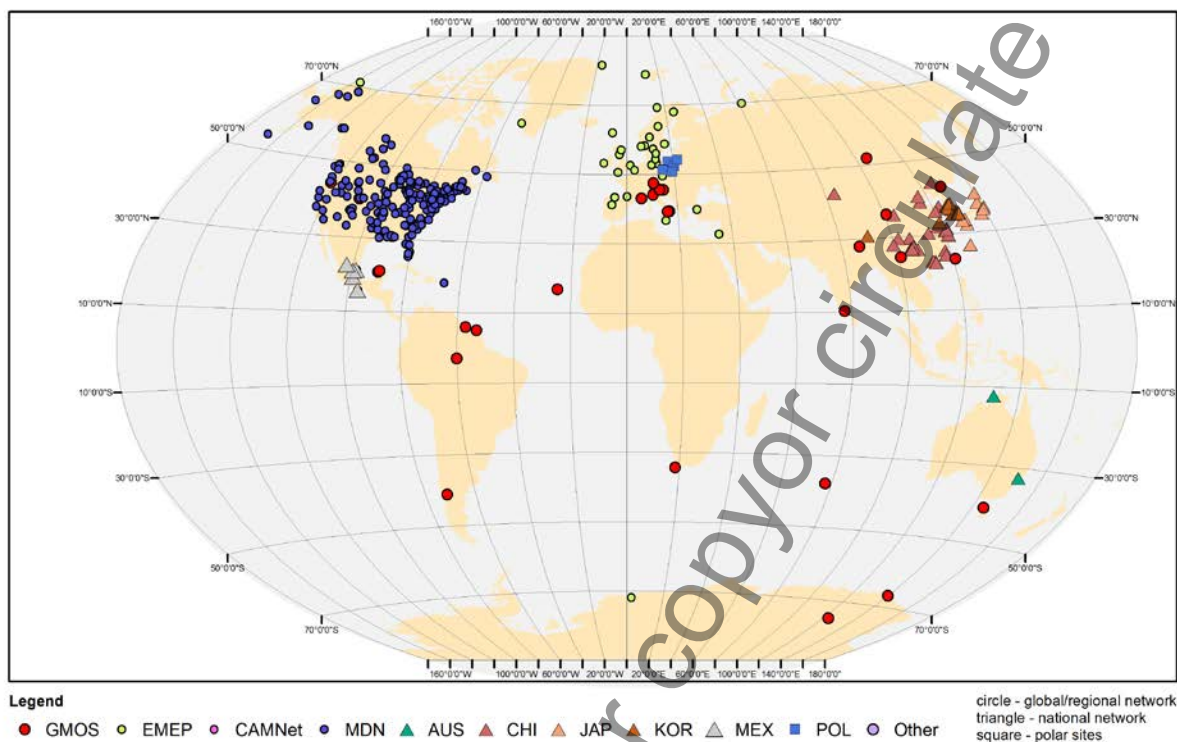 160°0'0"W 100°0'0"W 60°0'0"W 20°0'0"W 20°0'0"E 60°0'0"E 100°0'0"E 140°0'0"E 180°0'0"
70°0'0"N 70°0'0"N
50°0'0"N 50°0'0"N
30°0'0"N 30°0'0"N
10°0'0"N 10°0'0"N
10°0'0"S 10°0'0"S
30°0'0"S 30°0'0"S
50°0'0"S 50°0'0"S
70°0'0"S 70°0'0"S
160°0'0"W 100°0'0"W 60°0'0"W 20°0'0"W 20°0'0"E 60°0'0"E 100°0'0"E 140°0'0"E 180°0'0"
copyor circulate
Legend
GMOS EMEP CAMNet MDN AUS CHI JAP KOR MEX POL Other
circle - global/regional network
triangle - national network
square - polar sites